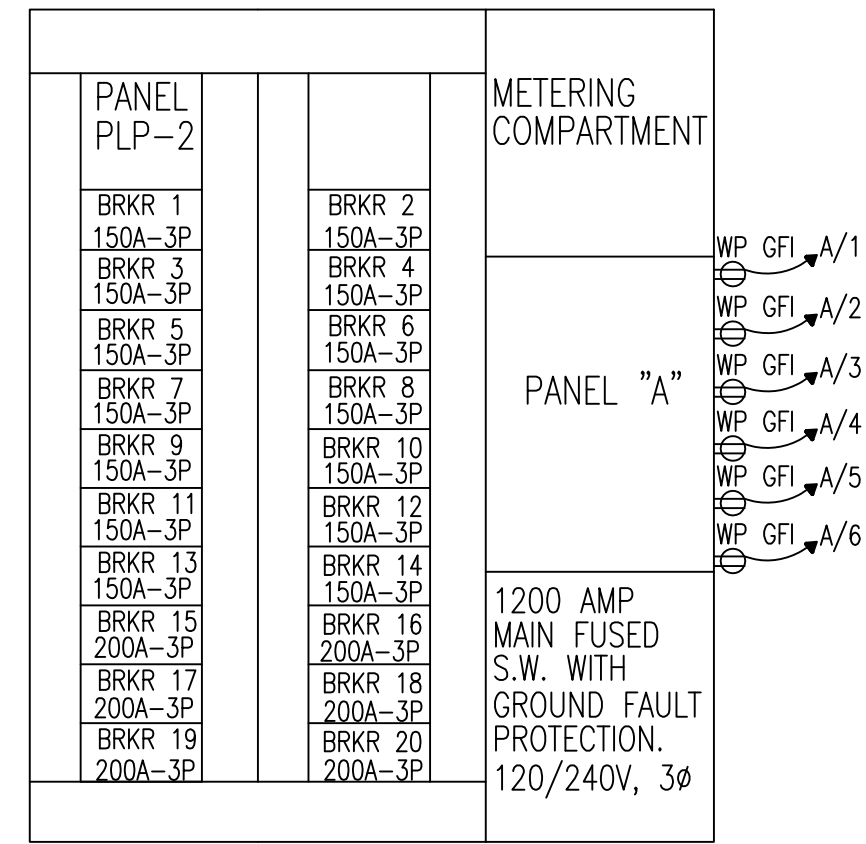 PANEL
PLP-2
BRKR 1
150A-3P
BRKR 3
150A-3P
BRKR 5
150A-3P
BRKR 7
150A-3P
BRKR 9
150A-3P
BRKR 11
150A-3P
BRKR 13
150A-3P
BRKR 15
200A-3P
BRKR 17
200A-3P
BRKR 19
200A-3P
BRKR 2
150A-3P
BRKR 4
150A-3P
BRKR 6
150A-3P
BRKR 8
150A-3P
BRKR 10
150A-3P
BRKR 12
150A-3P
BRKR 14
150A-3P
BRKR 16
200A-3P
BRKR 18
200A-3P
BRKR 20
200A-3P
METERING
COMPARTMENT
PANEL "A"
1200 AMP
MAIN FUSED
S.W. WITH
GROUND FAULT
PROTECTION.
120/240V, 3ø
WP GFI A/1
WP GFI A/2
WP GFI A/3
WP GFI A/4
WP GFI A/5
WP GFI A/6